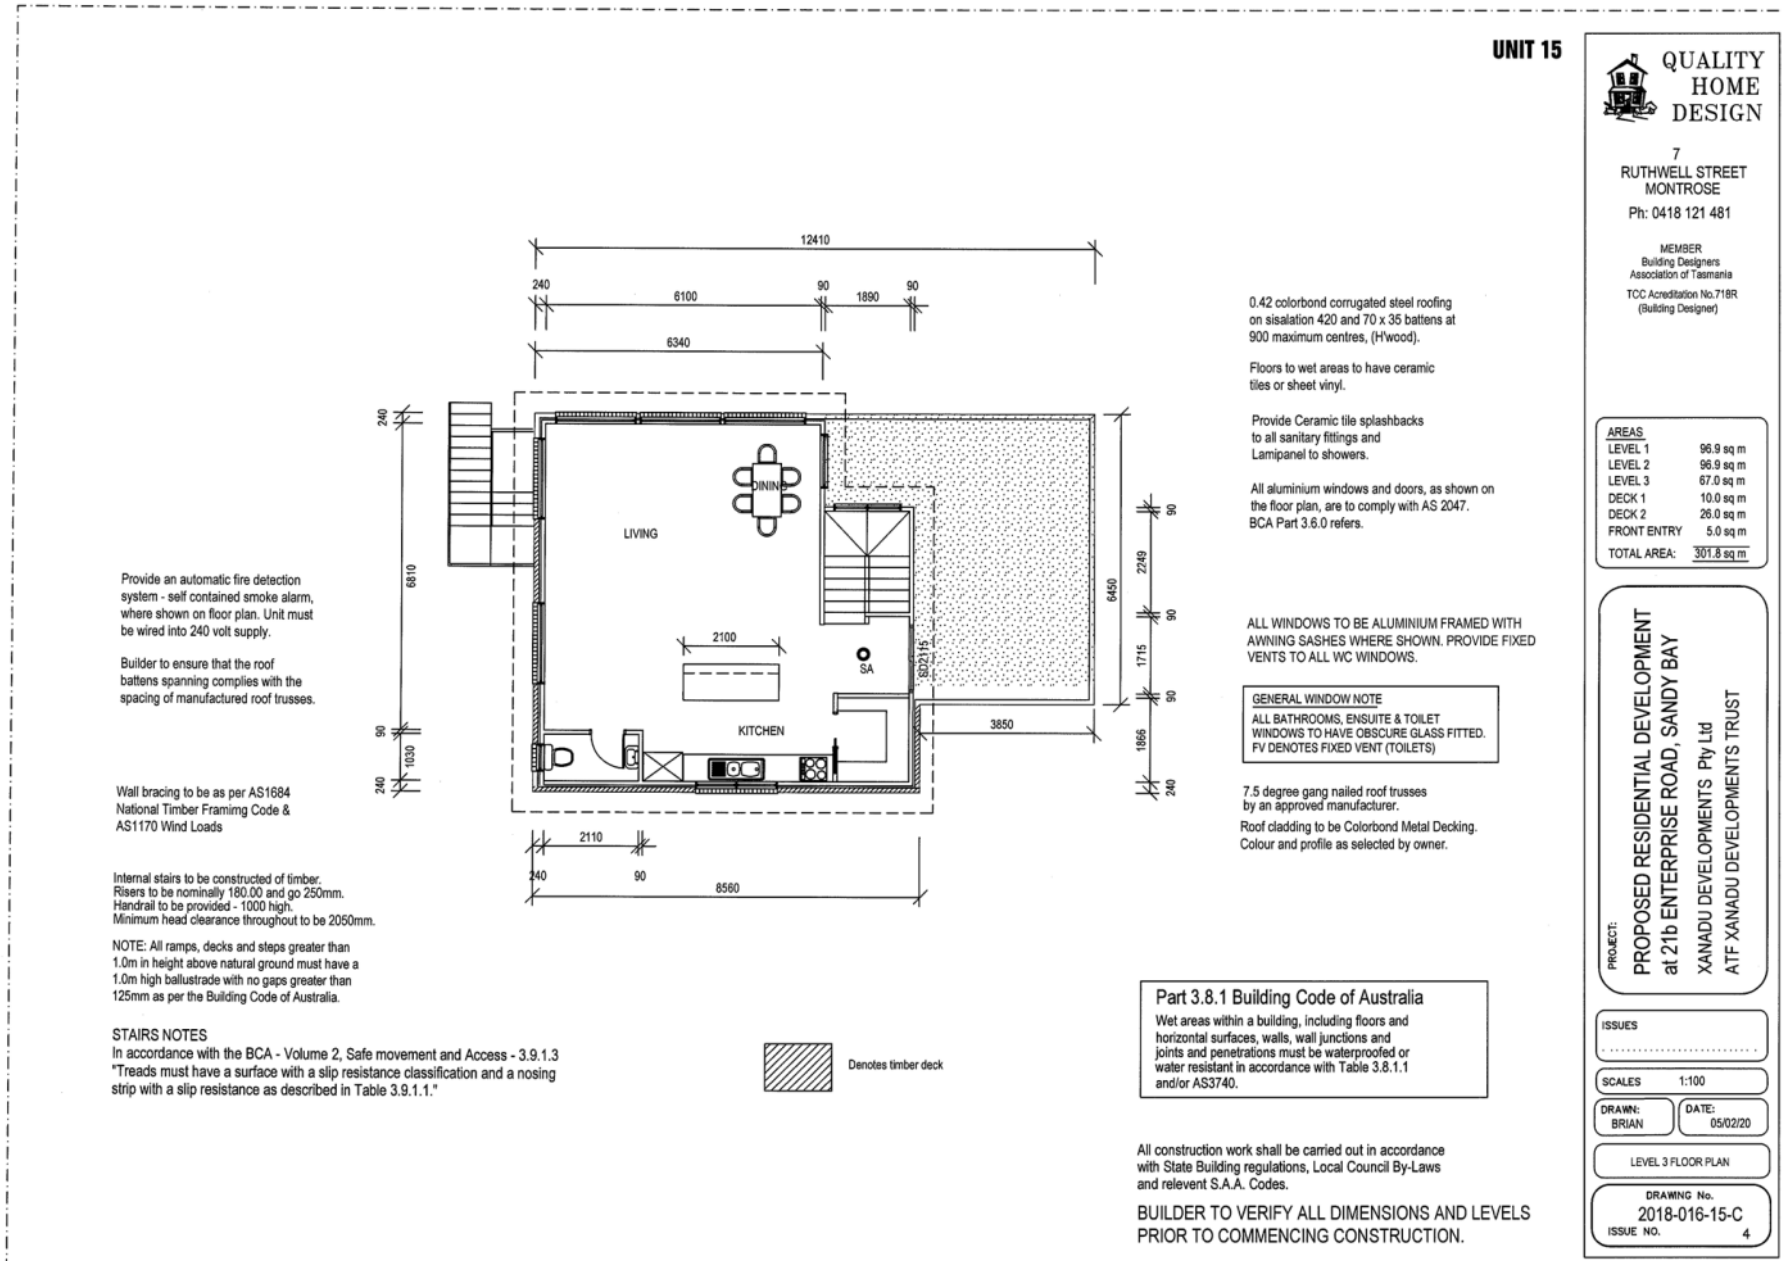 UNIT 15
QUALITY
HOME
DESIGN
7
RUTHWELL STREET
MONTROSE
Ph: 0418 121 481
MEMBER
Building Designers
Association of Tasmania
TCC Acreditation No.718R
(Building Designer)
12410
240
6100
90
1890
90
6340
240
6810
90
1030
240
DINING
LIVING
2100
SA
SD2115
KITCHEN
3850
6450
90
2249
90
1715
90
1866
240
2110
240
90
8560
0.42 colorbond corrugated steel roofing
on sisalation 420 and 70 x 35 battens at
900 maximum centres, (H'wood).
Floors to wet areas to have ceramic
tiles or sheet vinyl.
Provide Ceramic tile splashbacks
to all sanitary fittings and
Lamipanel to showers.
All aluminium windows and doors, as shown on
the floor plan, are to comply with AS 2047.
BCA Part 3.6.0 refers.
ALL WINDOWS TO BE ALUMINIUM FRAMED WITH
AWNING SASHES WHERE SHOWN. PROVIDE FIXED
VENTS TO ALL WC WINDOWS.
GENERAL WINDOW NOTE
ALL BATHROOMS, ENSUITE & TOILET
WINDOWS TO HAVE OBSCURE GLASS FITTED.
FV DENOTES FIXED VENT (TOILETS)
7.5 degree gang nailed roof trusses
by an approved manufacturer.
Roof cladding to be Colorbond Metal Decking.
Colour and profile as selected by owner.
Provide an automatic fire detection
system - self contained smoke alarm,
where shown on floor plan. Unit must
be wired into 240 volt supply.
Builder to ensure that the roof
battens spanning complies with the
spacing of manufactured roof trusses.
Wall bracing to be as per AS1684
National Timber Framimg Code &
AS1170 Wind Loads
Internal stairs to be constructed of timber.
Risers to be nominally 180.00 and go 250mm.
Handrail to be provided - 1000 high.
Minimum head clearance throughout to be 2050mm.
NOTE: All ramps, decks and steps greater than
1.0m in height above natural ground must have a
1.0m high ballustrade with no gaps greater than
125mm as per the Building Code of Australia.
STAIRS NOTES
In accordance with the BCA - Volume 2, Safe movement and Access - 3.9.1.3
"Treads must have a surface with a slip resistance classification and a nosing
strip with a slip resistance as described in Table 3.9.1.1."
Denotes timber deck
Part 3.8.1 Building Code of Australia
Wet areas within a building, including floors and
horizontal surfaces, walls, wall junctions and
joints and penetrations must be waterproofed or
water resistant in accordance with Table 3.8.1.1
and/or AS3740.
All construction work shall be carried out in accordance
with State Building regulations, Local Council By-Laws
and relevent S.A.A. Codes.
BUILDER TO VERIFY ALL DIMENSIONS AND LEVELS
PRIOR TO COMMENCING CONSTRUCTION.
AREAS
LEVEL 1 96.9 sq m
LEVEL 2 96.9 sq m
LEVEL 3 67.0 sq m
DECK 1 10.0 sq m
DECK 2 26.0 sq m
FRONT ENTRY 5.0 sq m
TOTAL AREA: 301.8 sq m
PROJECT:
PROPOSED RESIDENTIAL DEVELOPMENT
at 21b ENTERPRISE ROAD, SANDY BAY
XANADU DEVELOPMENTS Pty Ltd
ATF XANADU DEVELOPMENTS TRUST
ISSUES
SCALES 1:100
DRAWN:
BRIAN
DATE:
05/02/20
LEVEL 3 FLOOR PLAN
DRAWING No.
2018-016-15-C
ISSUE NO. 4